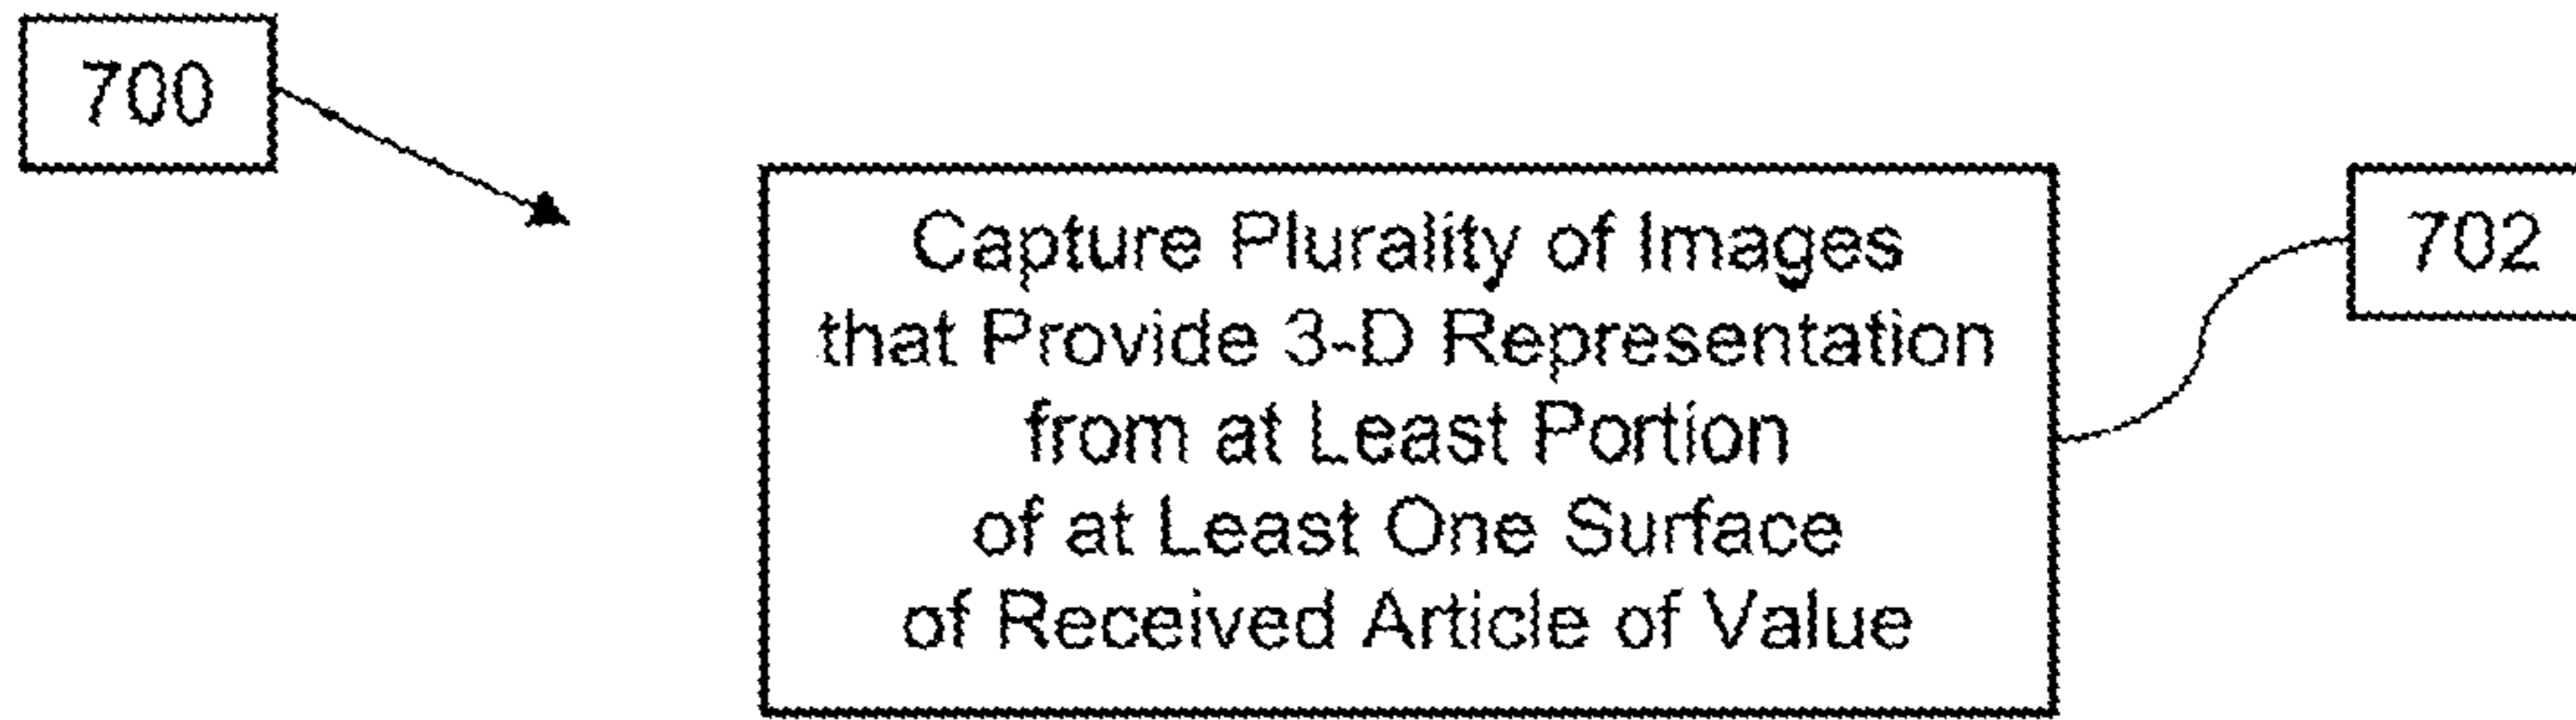 700
Capture Plurality of Images
that Provide 3-D Representation
from at Least Portion
of at Least One Surface
of Received Article of Value
702